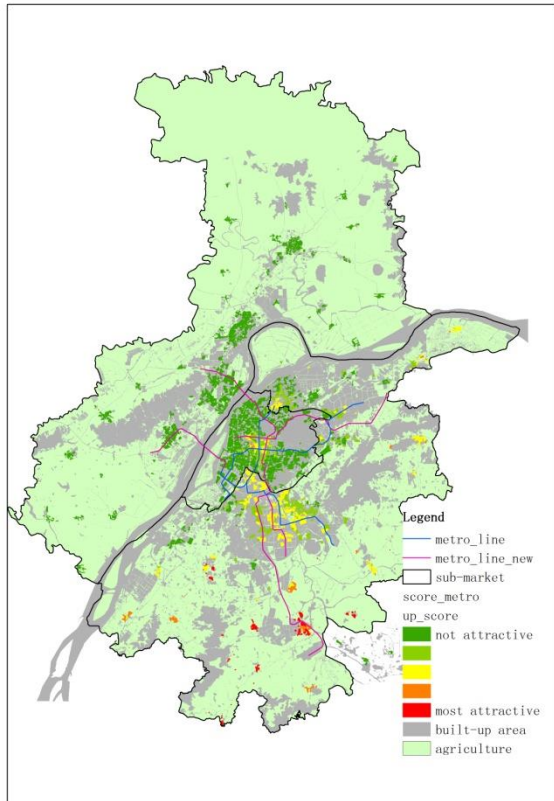 Legend
metro_line
metro_line_new
sub-market
score_metro
up_score
not attractive
most attractive
built-up area
agriculture